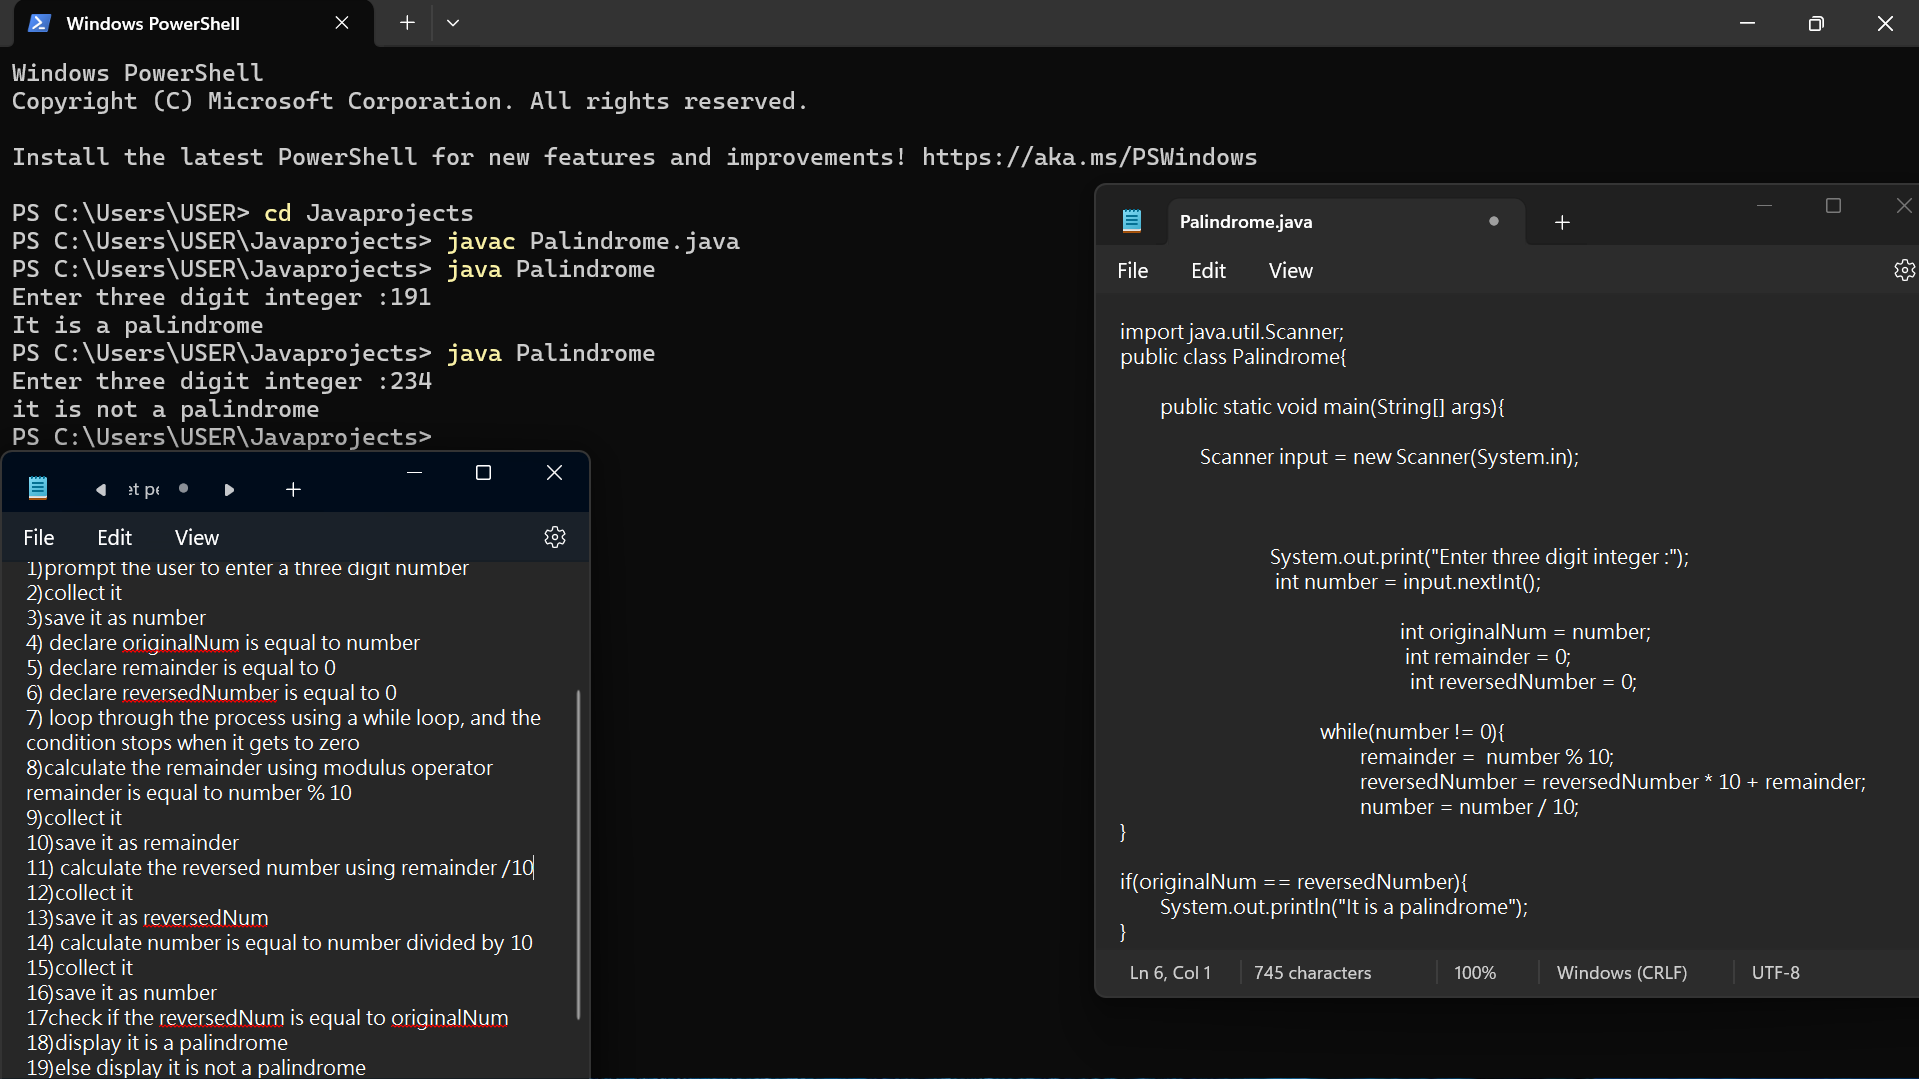 Windows PowerShell
Windows PowerShell
Copyright (C) Microsoft Corporation. All rights reserved.
Install the latest PowerShell for new features and improvements! https://aka.ms/PSWindows
PS C:\Users\USER> cd Javaprojects
PS C:\Users\USER\Javaprojects> javac Palindrome.java
PS C:\Users\USER\Javaprojects> java Palindrome
Enter three digit integer :191
It is a palindrome
PS C:\Users\USER\Javaprojects> java Palindrome
Enter three digit integer :234
it is not a palindrome
PS C:\Users\USER\Javaprojects>
et pe
File Edit View
1)prompt the user to enter a three digit number
2)collect it
3)save it as number
4) declare originalNum is equal to number
5) declare remainder is equal to 0
6) declare reversedNumber is equal to 0
7) loop through the process using a while loop, and the
condition stops when it gets to zero
8)calculate the remainder using modulus operator
remainder is equal to number % 10
9)collect it
10)save it as remainder
11) calculate the reversed number using remainder /10
12)collect it
13)save it as reversedNum
14) calculate number is equal to number divided by 10
15)collect it
16)save it as number
17check if the reversedNum is equal to originalNum
18)display it is a palindrome
19)else display it is not a palindrome
Palindrome.java
File Edit View
import java.util.Scanner;
public class Palindrome{
public static void main(String[] args){
Scanner input = new Scanner(System.in);
System.out.print("Enter three digit integer :");
int number = input.nextInt();
int originalNum = number;
int remainder = 0;
int reversedNumber = 0;
while(number != 0){
remainder =  number % 10;
reversedNumber = reversedNumber * 10 + remainder;
number = number / 10;
}
if(originalNum == reversedNumber){
System.out.println("It is a palindrome");
}
Ln 6, Col 1 745 characters 100% Windows (CRLF) UTF-8